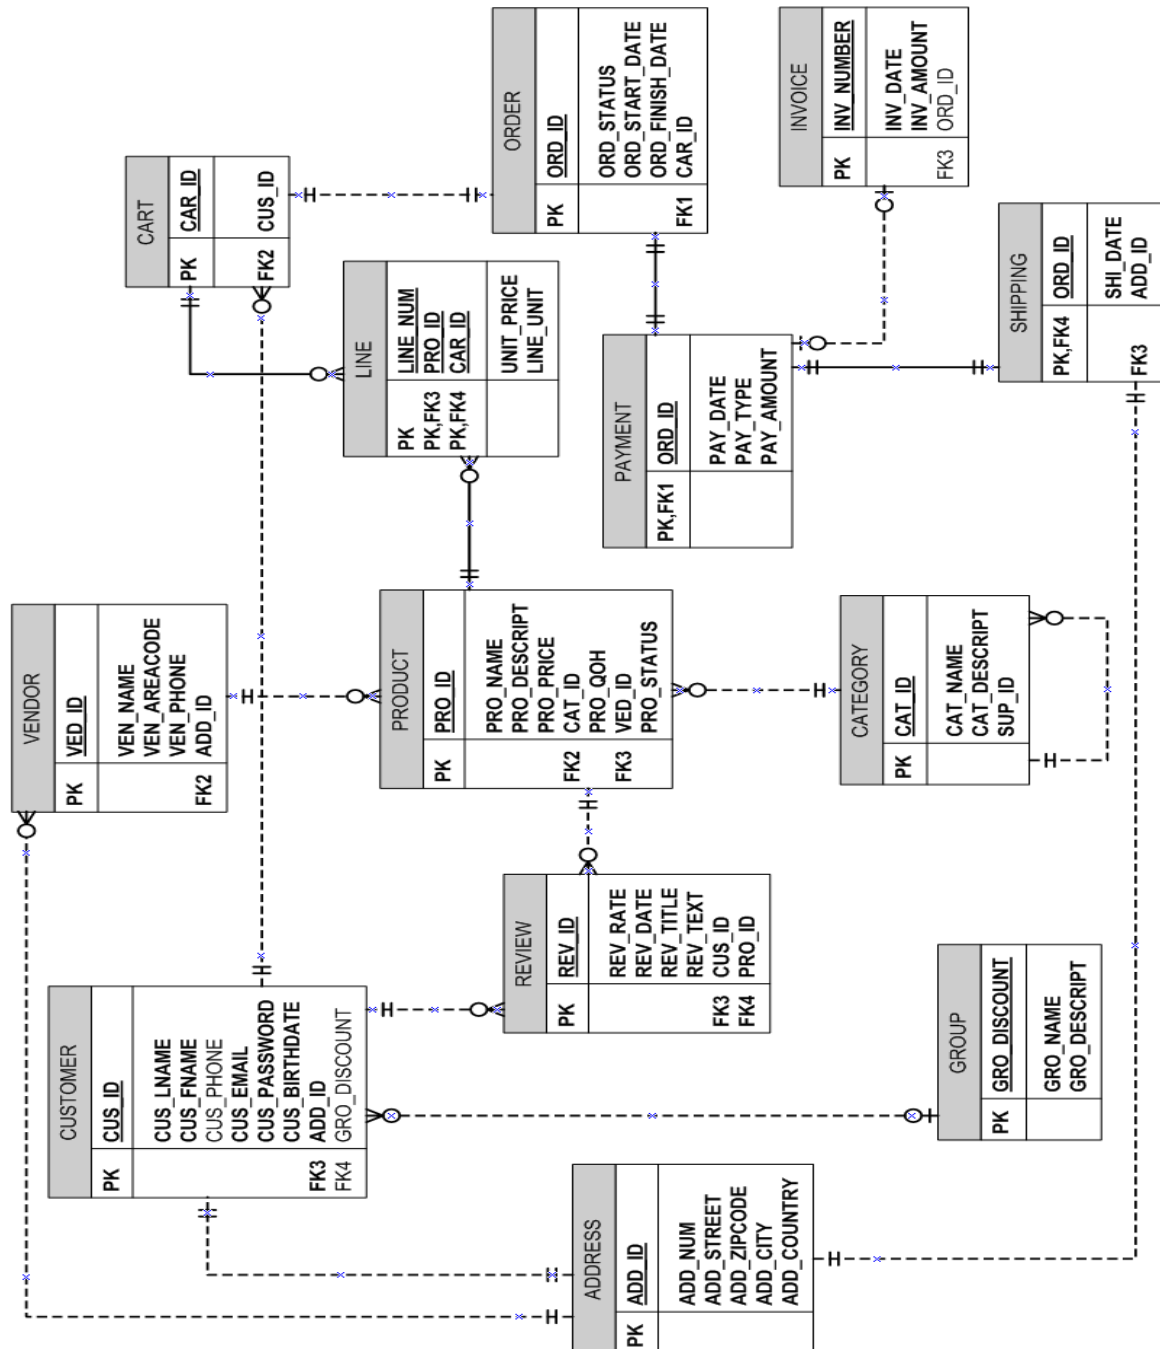 CUSTOMER
PK CUS_ID
CUS_LNAME
CUS_FNAME
CUS_PHONE
CUS_EMAIL
CUS_PASSWORD
CUS_BIRTHDATE
FK3 ADD_ID
FK4 GRO_DISCOUNT
VENDOR
PK VED_ID
VEN_NAME
VEN_AREACODE
VEN_PHONE
FK2 ADD_ID
CART
PK CAR_ID
FK2 CUS_ID
LINE
PK LINE_NUM
PK,FK3 PRO_ID
PK,FK4 CAR_ID
UNIT_PRICE
LINE_UNIT
ORDER
PK ORD_ID
ORD_STATUS
ORD_START_DATE
ORD_FINISH_DATE
FK1 CAR_ID
REVIEW
PK REV_ID
REV_RATE
REV_DATE
REV_TITLE
REV_TEXT
FK3 CUS_ID
FK4 PRO_ID
PRODUCT
PK PRO_ID
PRO_NAME
PRO_DESCRIPT
PRO_PRICE
FK2 CAT_ID
PRO_QOH
FK3 VED_ID
PRO_STATUS
ADDRESS
PK ADD_ID
ADD_NUM
ADD_STREET
ADD_ZIPCODE
ADD_CITY
ADD_COUNTRY
PAYMENT
PK,FK1 ORD_ID
PAY_DATE
PAY_TYPE
PAY_AMOUNT
INVOICE
PK INV_NUMBER
INV_DATE
INV_AMOUNT
FK3 ORD_ID
GROUP
PK GRO_DISCOUNT
GRO_NAME
GRO_DESCRIPT
CATEGORY
PK CAT_ID
CAT_NAME
CAT_DESCRIPT
SUP_ID
SHIPPING
PK,FK4 ORD_ID
SHI_DATE
FK3 ADD_ID